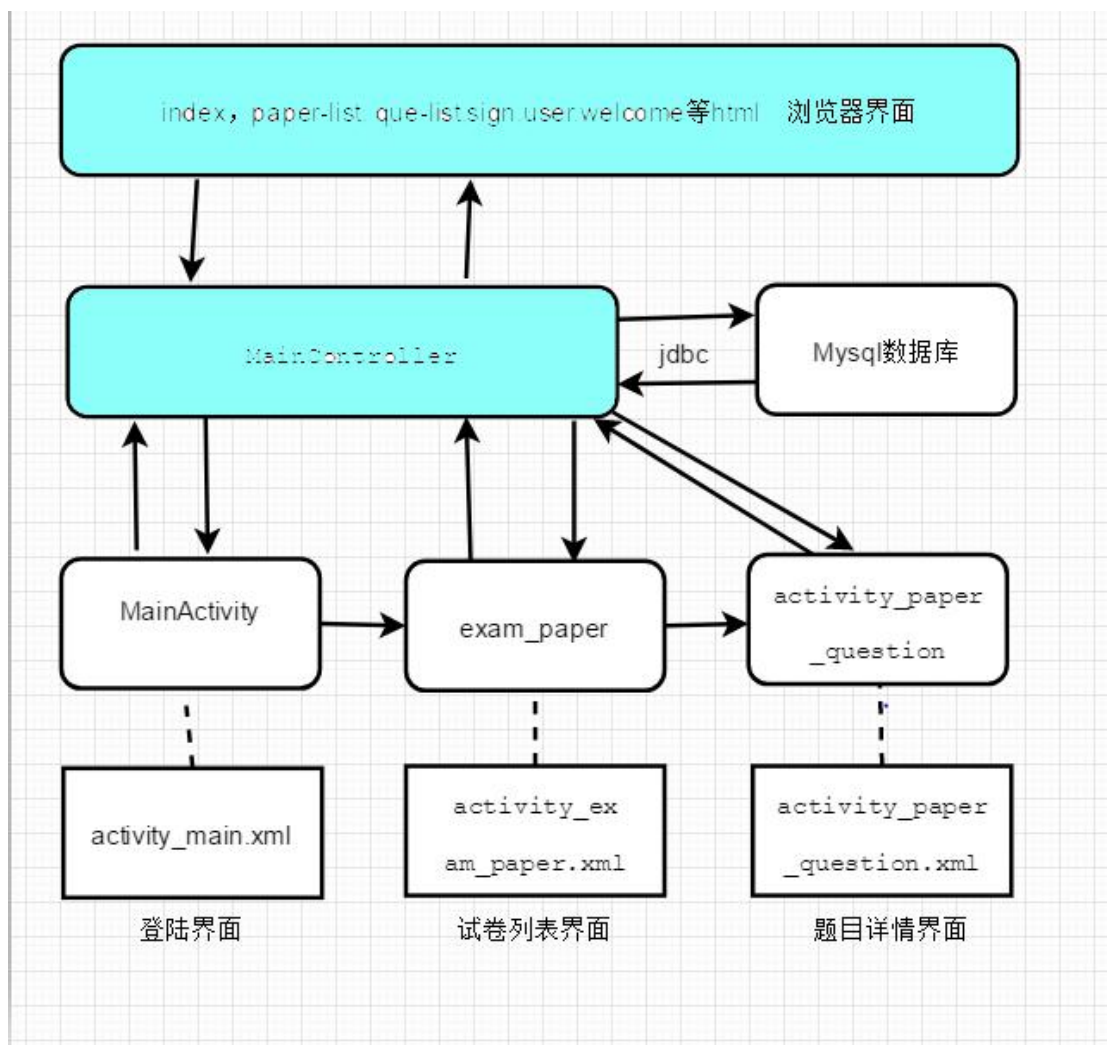 index，paper-list. que-list.sign.user.welcome等html 浏览器界面
MainController
jdbc
Mysql数据库
MainActivity
exam_paper
activity_paper
_question
activity_main.xml
activity_ex
am_paper.xml
activity_paper
_question.xml
登陆界面
试卷列表界面
题目详情界面